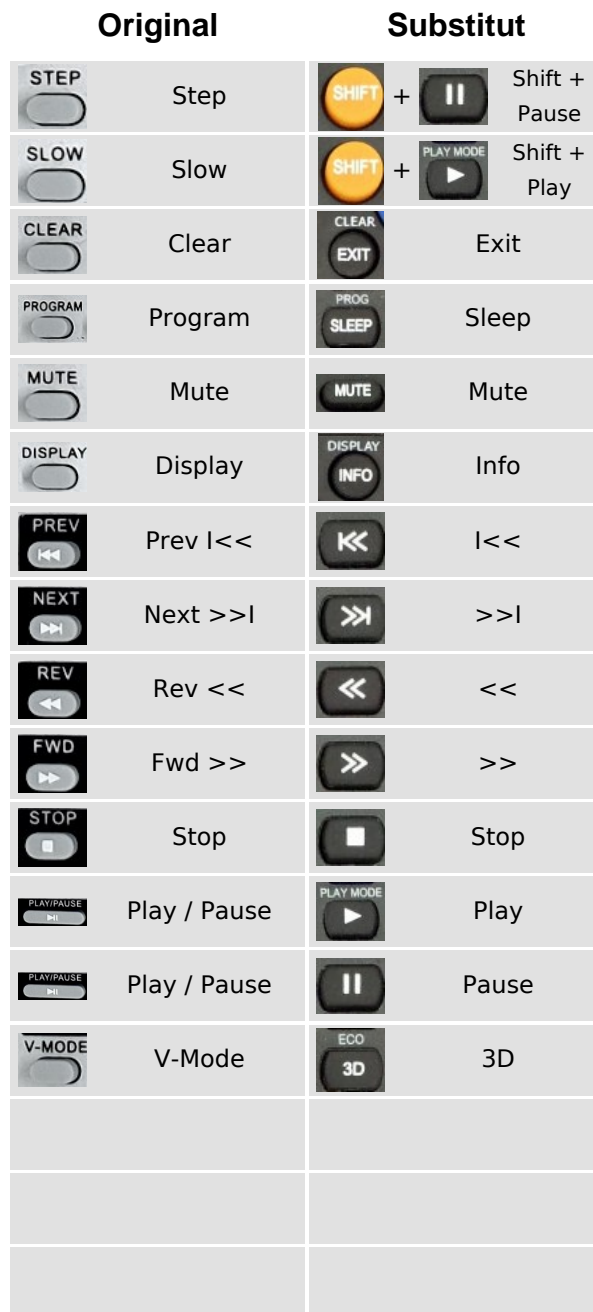 Original Substitut
STEP Step SHIFT + Shift +
Pause
SLOW Slow SHIFT + PLAY MODE Shift +
Play
CLEAR Clear CLEAR EXIT Exit
PROGRAM Program PROG SLEEP Sleep
MUTE Mute MUTE Mute
DISPLAY Display DISPLAY INFO Info
PREV Prev I<< I<<
NEXT Next >>I >>I
REV Rev << <<
FWD Fwd >> >>
STOP Stop Stop
PLAY/PAUSE Play / Pause PLAY MODE Play
PLAY/PAUSE Play / Pause Pause
V-MODE V-Mode ECO 3D 3D